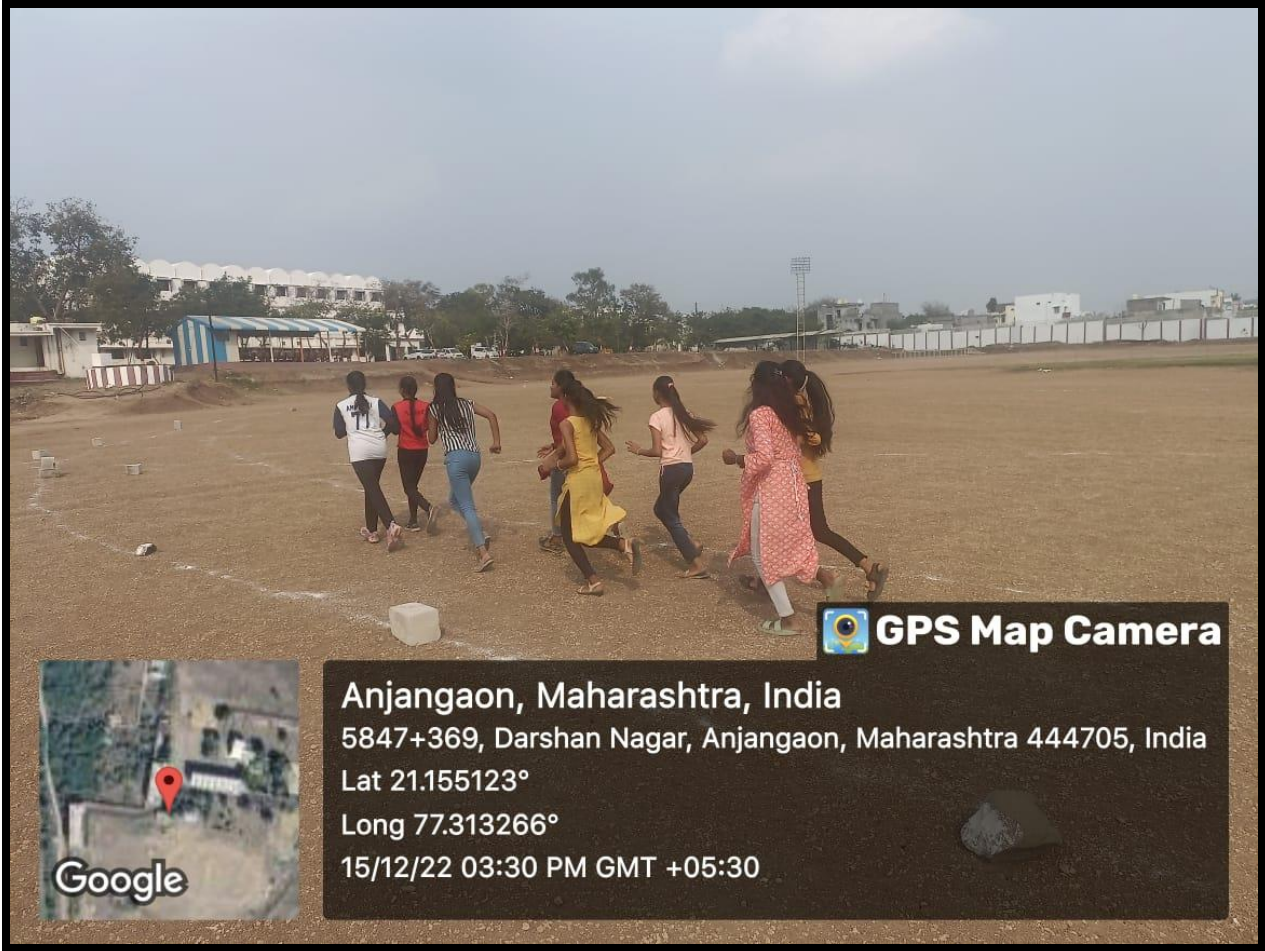 77
GPS Map Camera
Anjangaon, Maharashtra, India
5847+369, Darshan Nagar, Anjangaon, Maharashtra 444705, India
Lat 21.155123°
Long 77.313266°
15/12/22 03:30 PM GMT +05:30
Google